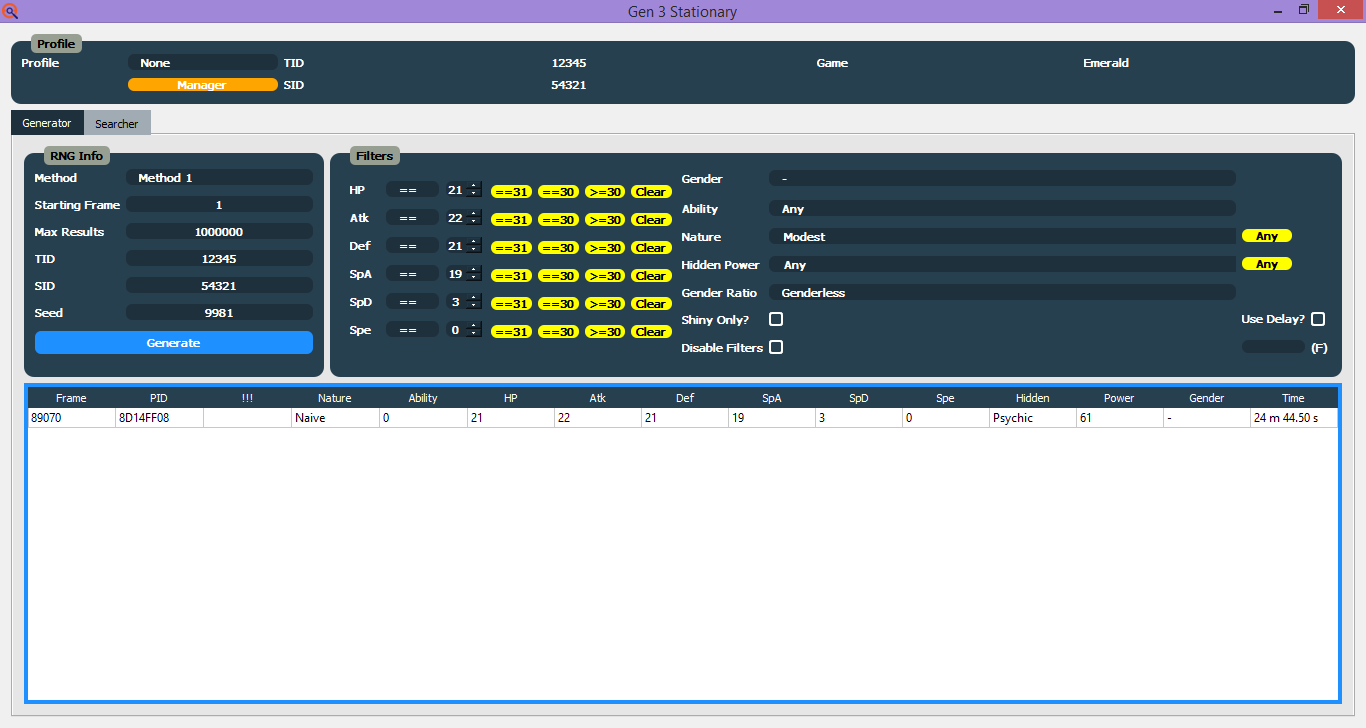 Gen 3 Stationary
Profile
Profile None TID 12345 Game Emerald
Manager SID 54321
Generator Searcher
RNG Info
Method Method 1
Starting Frame 1
Max Results 1000000
TID 12345
SID 54321
Seed 9981
Generate
Filters
HP == 21 ==31 ==30 >=30 Clear
Atk == 22 ==31 ==30 >=30 Clear
Def == 21 ==31 ==30 >=30 Clear
SpA == 19 ==31 ==30 >=30 Clear
SpD == 3 ==31 ==30 >=30 Clear
Spe == 0 ==31 ==30 >=30 Clear
Gender -
Ability Any
Nature Modest Any
Hidden Power Any Any
Gender Ratio Genderless
Shiny Only? Use Delay?
Disable Filters (F)
Frame PID !!! Nature Ability HP Atk Def SpA SpD Spe Hidden Power Gender Time
89070 8D14FF08 Naive 0 21 22 21 19 3 0 Psychic 61 - 24 m 44.50 s